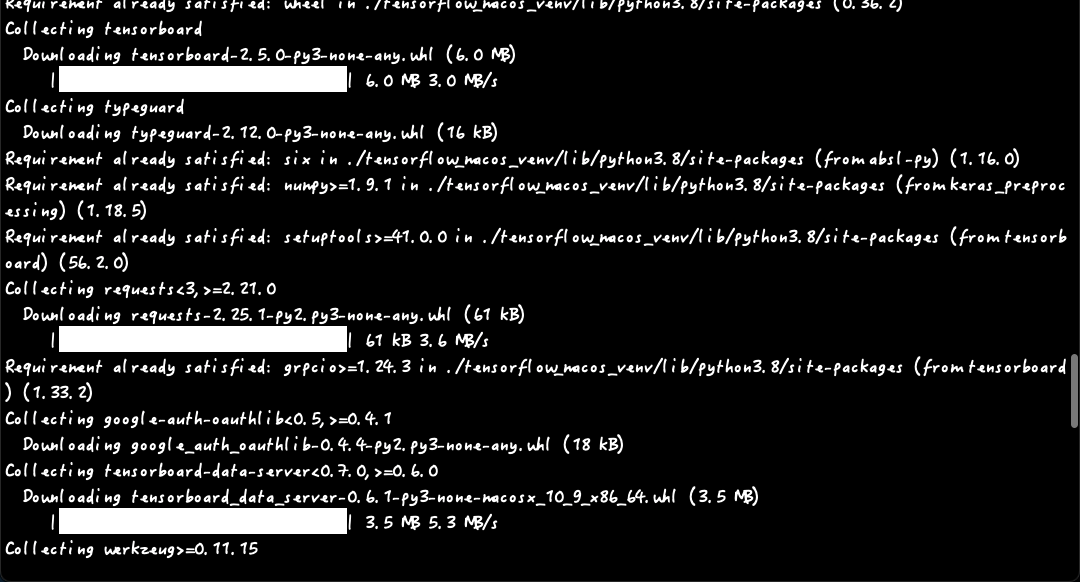 Requirement already satisfied: wheel in ./tensorflow_macos_venv/lib/python3.8/site-packages (0.36.2)
Collecting tensorboard
  Downloading tensorboard-2.5.0-py3-none-any.whl (6.0 MB)
     |                                | 6.0 MB 3.0 MB/s
Collecting typeguard
  Downloading typeguard-2.12.0-py3-none-any.whl (16 kB)
Requirement already satisfied: six in ./tensorflow_macos_venv/lib/python3.8/site-packages (from absl-py) (1.16.0)
Requirement already satisfied: numpy>=1.9.1 in ./tensorflow_macos_venv/lib/python3.8/site-packages (from keras_preproc
essing) (1.18.5)
Requirement already satisfied: setuptools>=41.0.0 in ./tensorflow_macos_venv/lib/python3.8/site-packages (from tensorb
oard) (56.2.0)
Collecting requests<3,>=2.21.0
  Downloading requests-2.25.1-py2.py3-none-any.whl (61 kB)
     |                                | 61 kB 3.6 MB/s
Requirement already satisfied: grpcio>=1.24.3 in ./tensorflow_macos_venv/lib/python3.8/site-packages (from tensorboard
) (1.33.2)
Collecting google-auth-oauthlib<0.5,>=0.4.1
  Downloading google_auth_oauthlib-0.4.4-py2.py3-none-any.whl (18 kB)
Collecting tensorboard-data-server<0.7.0,>=0.6.0
  Downloading tensorboard_data_server-0.6.1-py3-none-macosx_10_9_x86_64.whl (3.5 MB)
     |                                | 3.5 MB 5.3 MB/s
Collecting werkzeug>=0.11.15